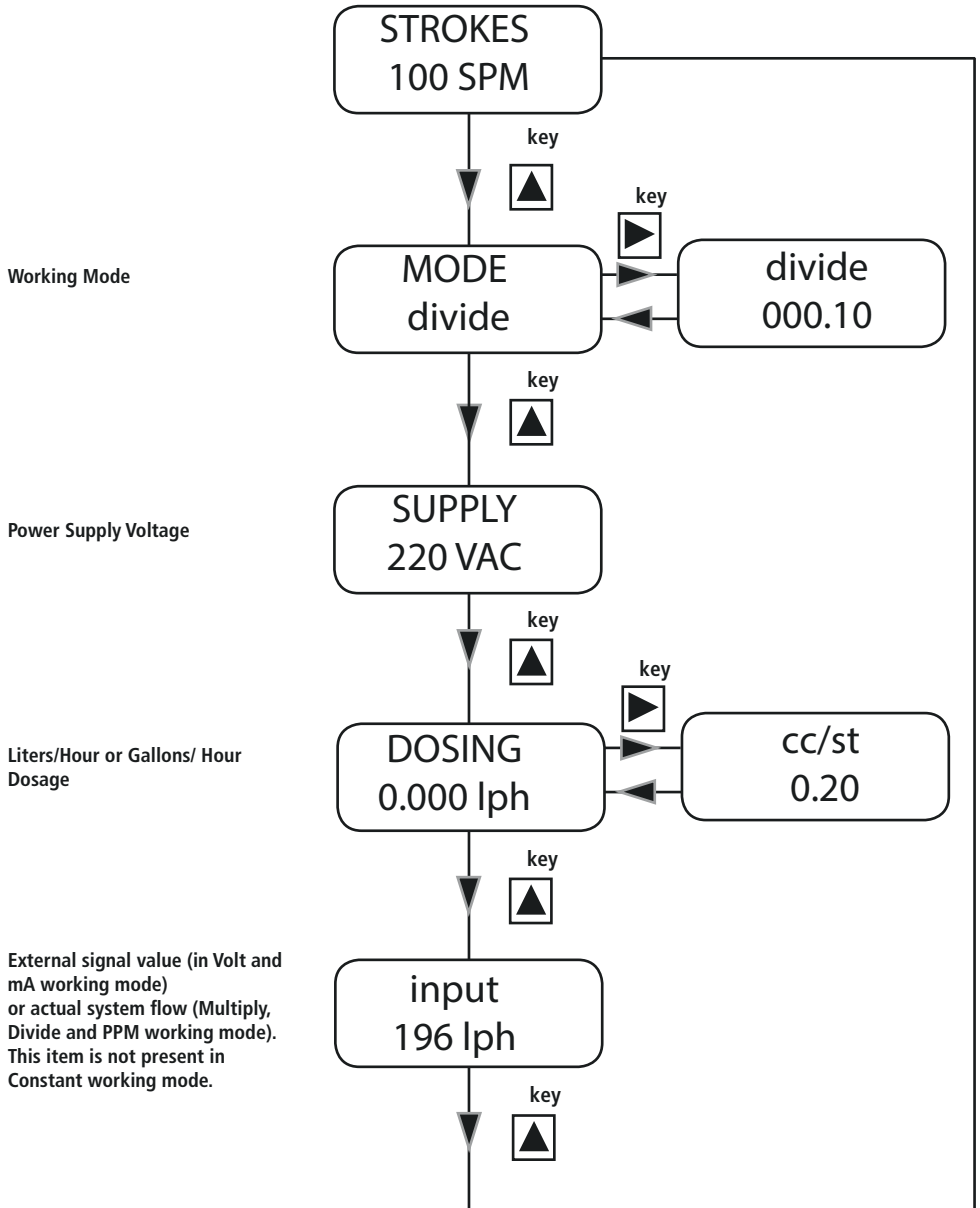 STROKES
100 SPM
key
key
Working Mode
MODE
divide
divide
000.10
key
Power Supply Voltage
SUPPLY
220 VAC
key
key
Liters/Hour or Gallons/ Hour
Dosage
DOSING
0.000 lph
cc/st
0.20
key
External signal value (in Volt and
mA working mode)
or actual system flow (Multiply,
Divide and PPM working mode).
This item is not present in
Constant working mode.
input
196 lph
key